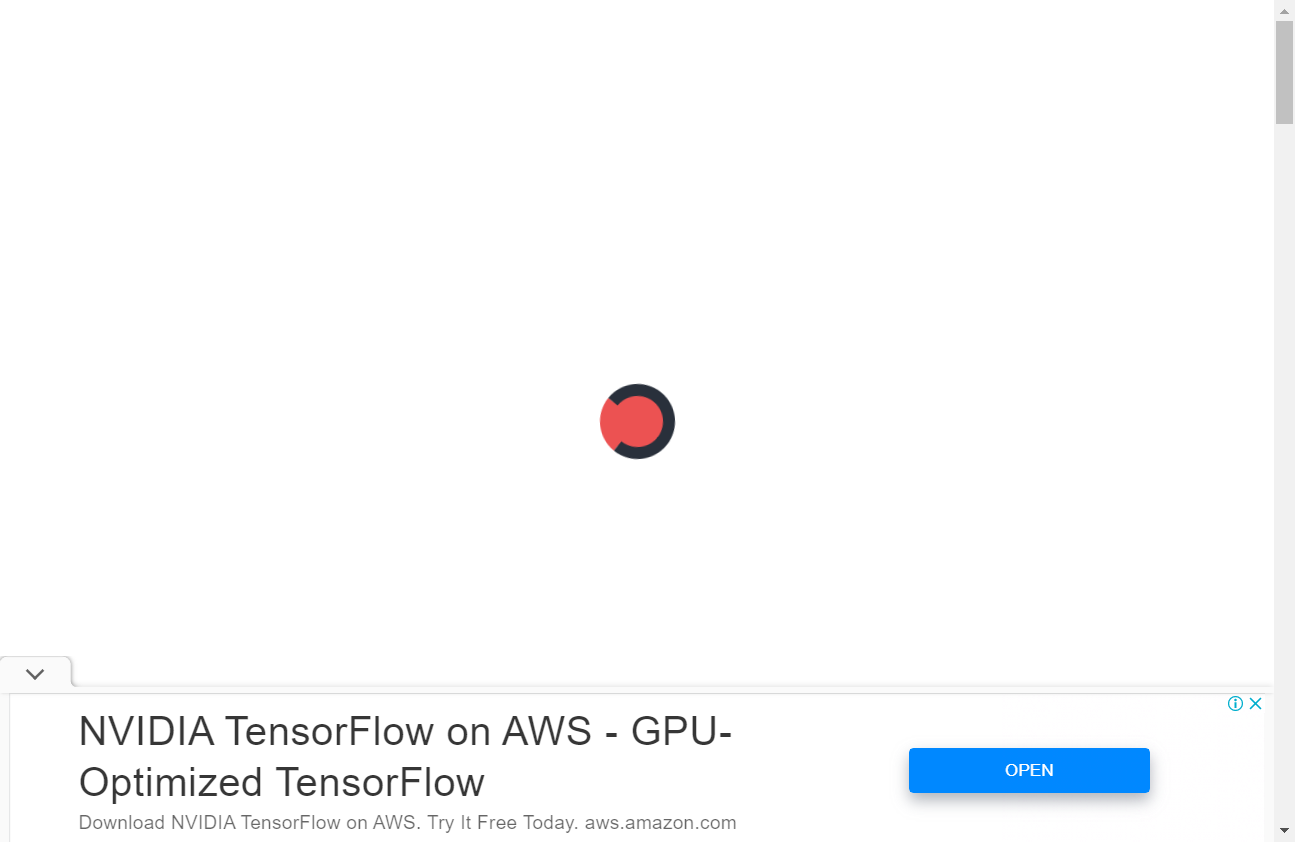 NVIDIA TensorFlow on AWS - GPU-
Optimized TensorFlow
Download NVIDIA TensorFlow on AWS. Try It Free Today. aws.amazon.com
OPEN